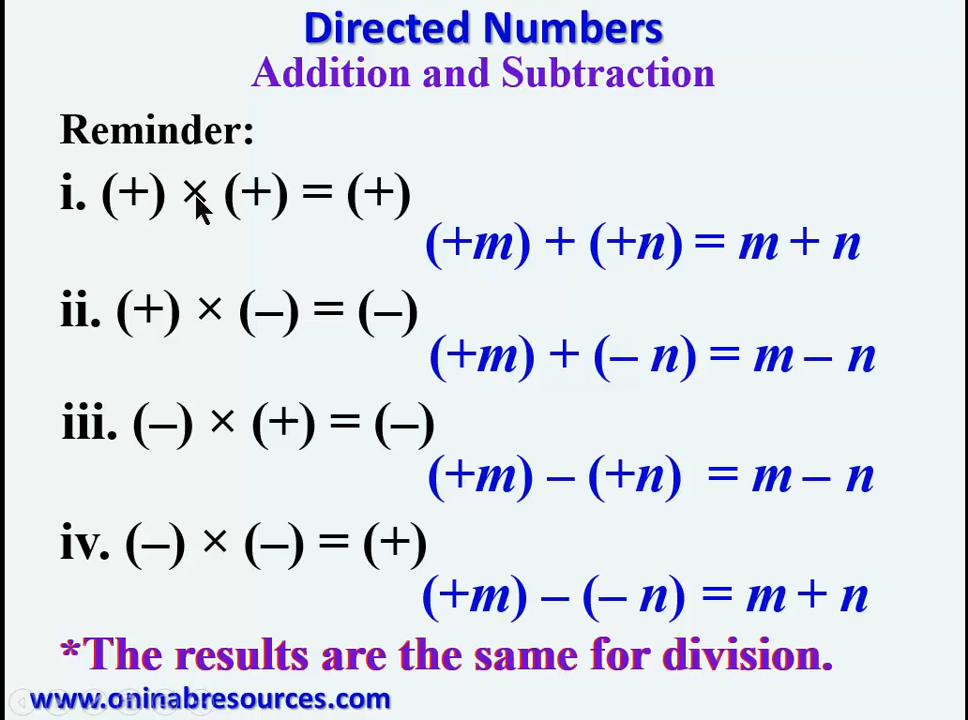 Directed Numbers
Addition and Subtraction
Reminder:
i. (+) × (+) = (+)
(+m) + (+n) = m + n
ii. (+) × (–) = (–)
(+m) + (– n) = m – n
iii. (–) × (+) = (–)
(+m) – (+n) = m – n
iv. (–) × (–) = (+)
(+m) – (– n) = m + n
*The results are the same for division.
www.oninabresources.com